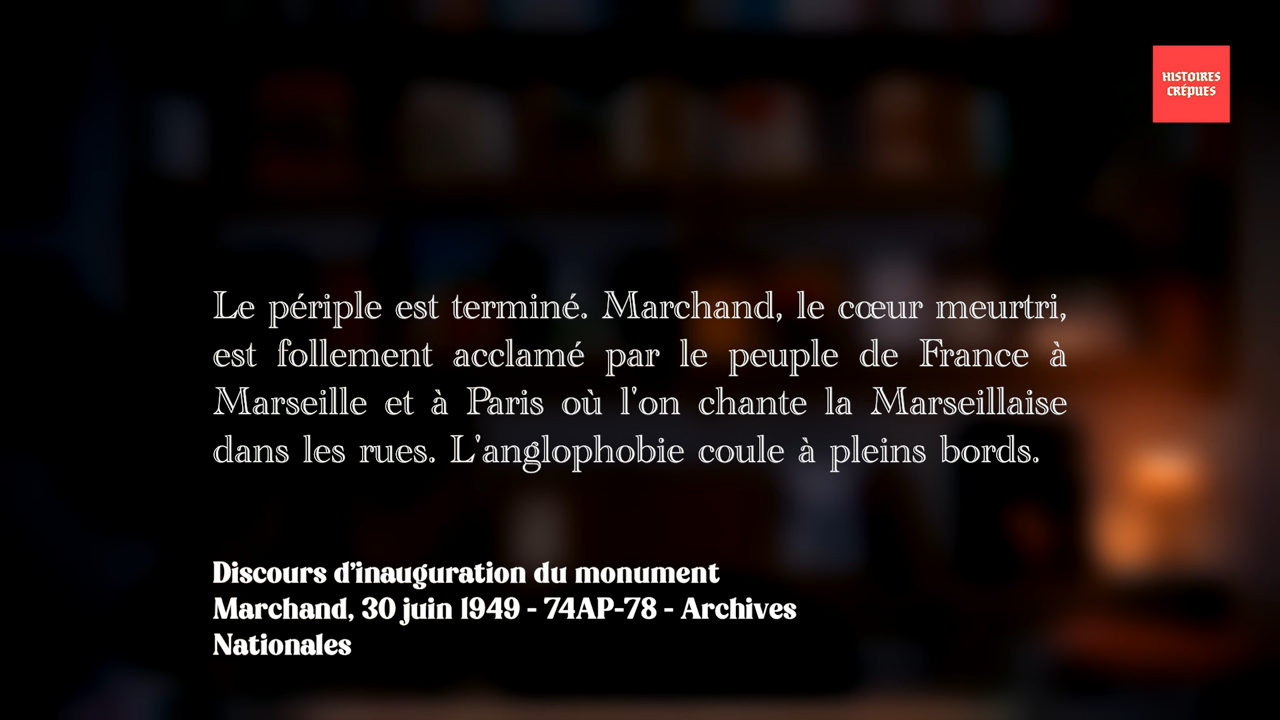 HISTOIRES
CRÉPUES
Le périple est terminé. Marchand, le cœur meurtri,
est follement acclamé par le peuple de France à
Marseille et à Paris où l'on chante la Marseillaise
dans les rues. L'anglophobie coule à pleins bords.
Discours d’inauguration du monument
Marchand, 30 juin 1949 - 74AP-78 - Archives
Nationales